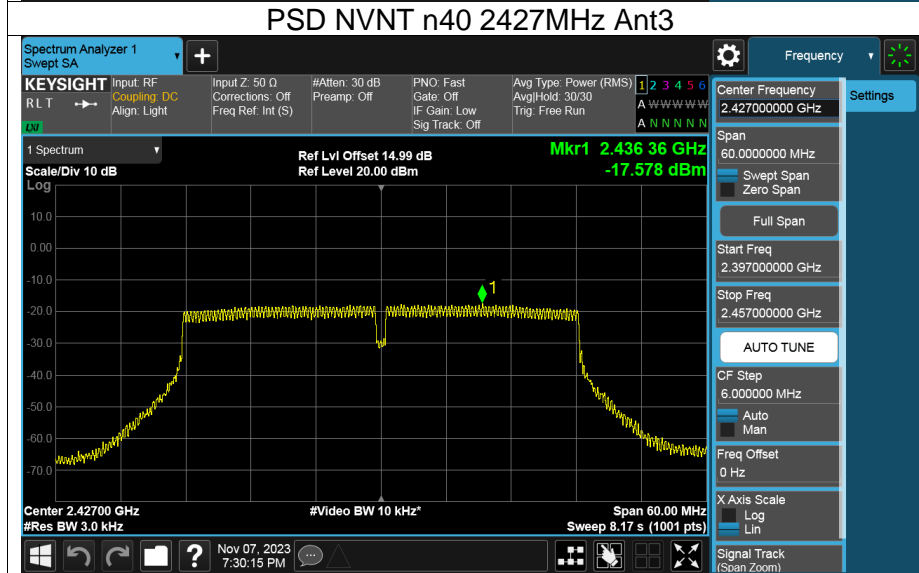 PSD NVNT n40 2427MHz Ant3
Spectrum Analyzer 1
Swept SA
+
Frequency
KEYSIGHT
RLT
LXI
Input: RF
Coupling: DC
Align: Light
Input Z: 50 Ω
Corrections: Off
Freq Ref: Int (S)
#Atten: 30 dB
Preamp: Off
PNO: Fast
Gate: Off
IF Gain: Low
Sig Track: Off
Avg Type: Power (RMS)
Avg|Hold: 30/30
Trig: Free Run
1 2 3 4 5 6
A W W W W W
A N N N N N
1 Spectrum
Scale/Div 10 dB
Log
Ref Lvl Offset 14.99 dB
Ref Level 20.00 dBm
Mkr1 2.436 36 GHz
-17.578 dBm
10.0
0.00
-10.0
-20.0
-30.0
-40.0
-50.0
-60.0
-70.0
1
Center 2.42700 GHz
#Res BW 3.0 kHz
#Video BW 10 kHz*
Span 60.00 MHz
Sweep 8.17 s (1001 pts)
Nov 07, 2023
7:30:15 PM
?
Center Frequency
2.427000000 GHz
Span
60.0000000 MHz
Swept Span
Zero Span
Full Span
Start Freq
2.397000000 GHz
Stop Freq
2.457000000 GHz
AUTO TUNE
CF Step
6.000000 MHz
Auto
Man
Freq Offset
0 Hz
X Axis Scale
Log
Lin
Signal Track
(Span Zoom)
Settings